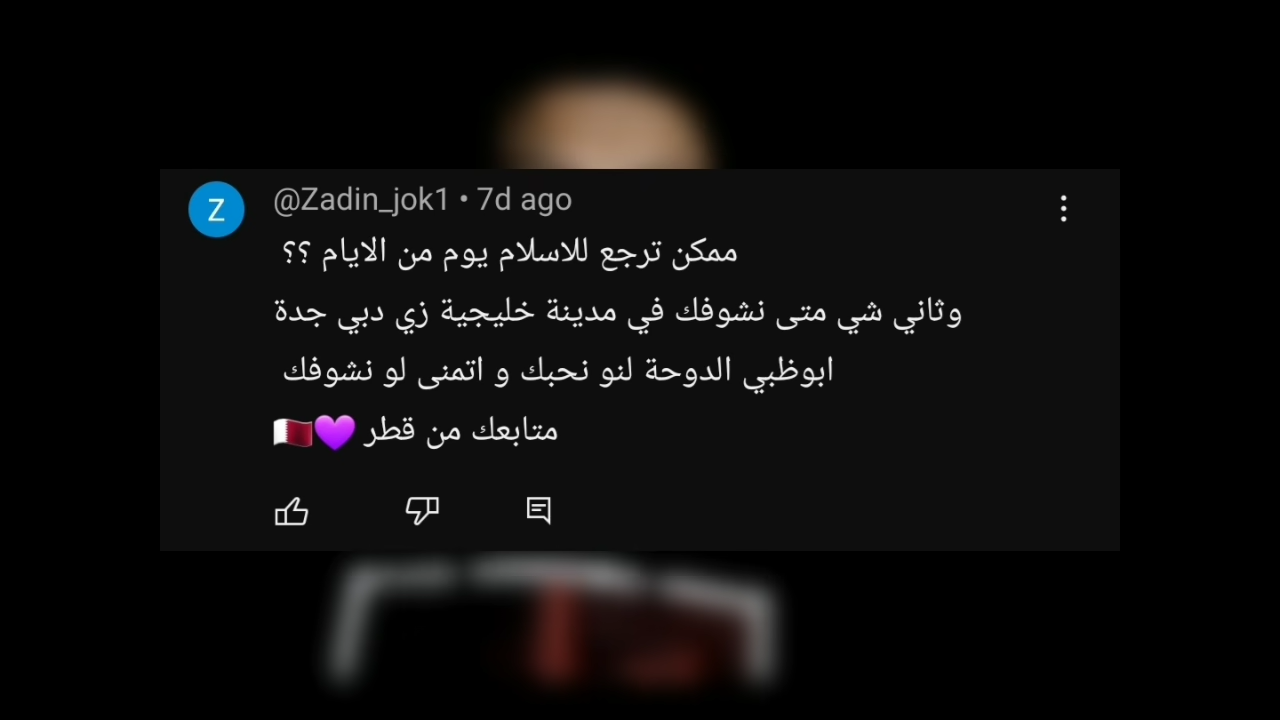 Z
@Zadin_jok1 • 7d ago
ممكن ترجع للاسلام يوم من الايام ؟؟
وثاني شي متى نشوفك في مدينة خليجية زي دبي جدة
ابوظبي الدوحة لنو نحبك و اتمنى لو نشوفك
متابعك من قطر 💜🇶🇦